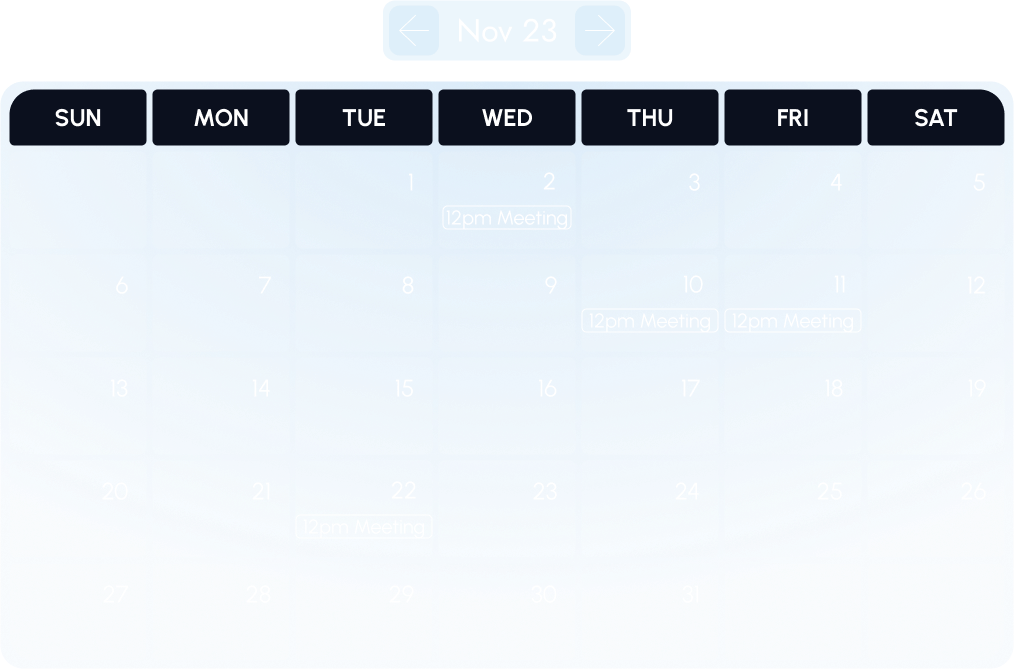 Nov 23
SUN MON TUE WED THU FRI SAT
1 2 3 4 5
12pm Meeting
6 7 8 9 10 11 12
12pm Meeting 12pm Meeting
13 14 15 16 17 18 19
20 21 22 23 24 25 26
12pm Meeting
27 28 29 30 31